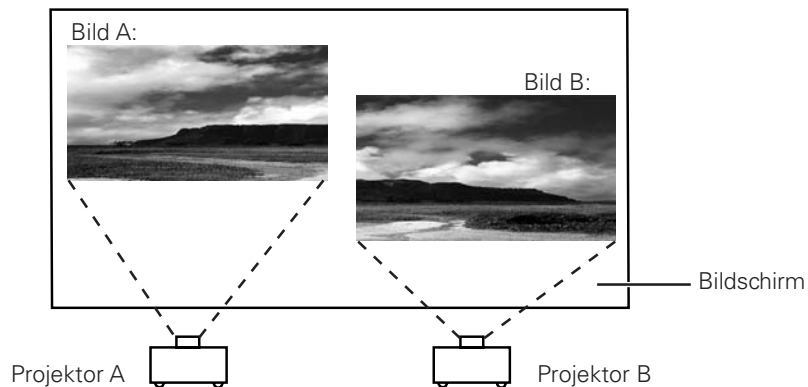 Bild A:
Bild B:
Bildschirm
Projektor A
Projektor B